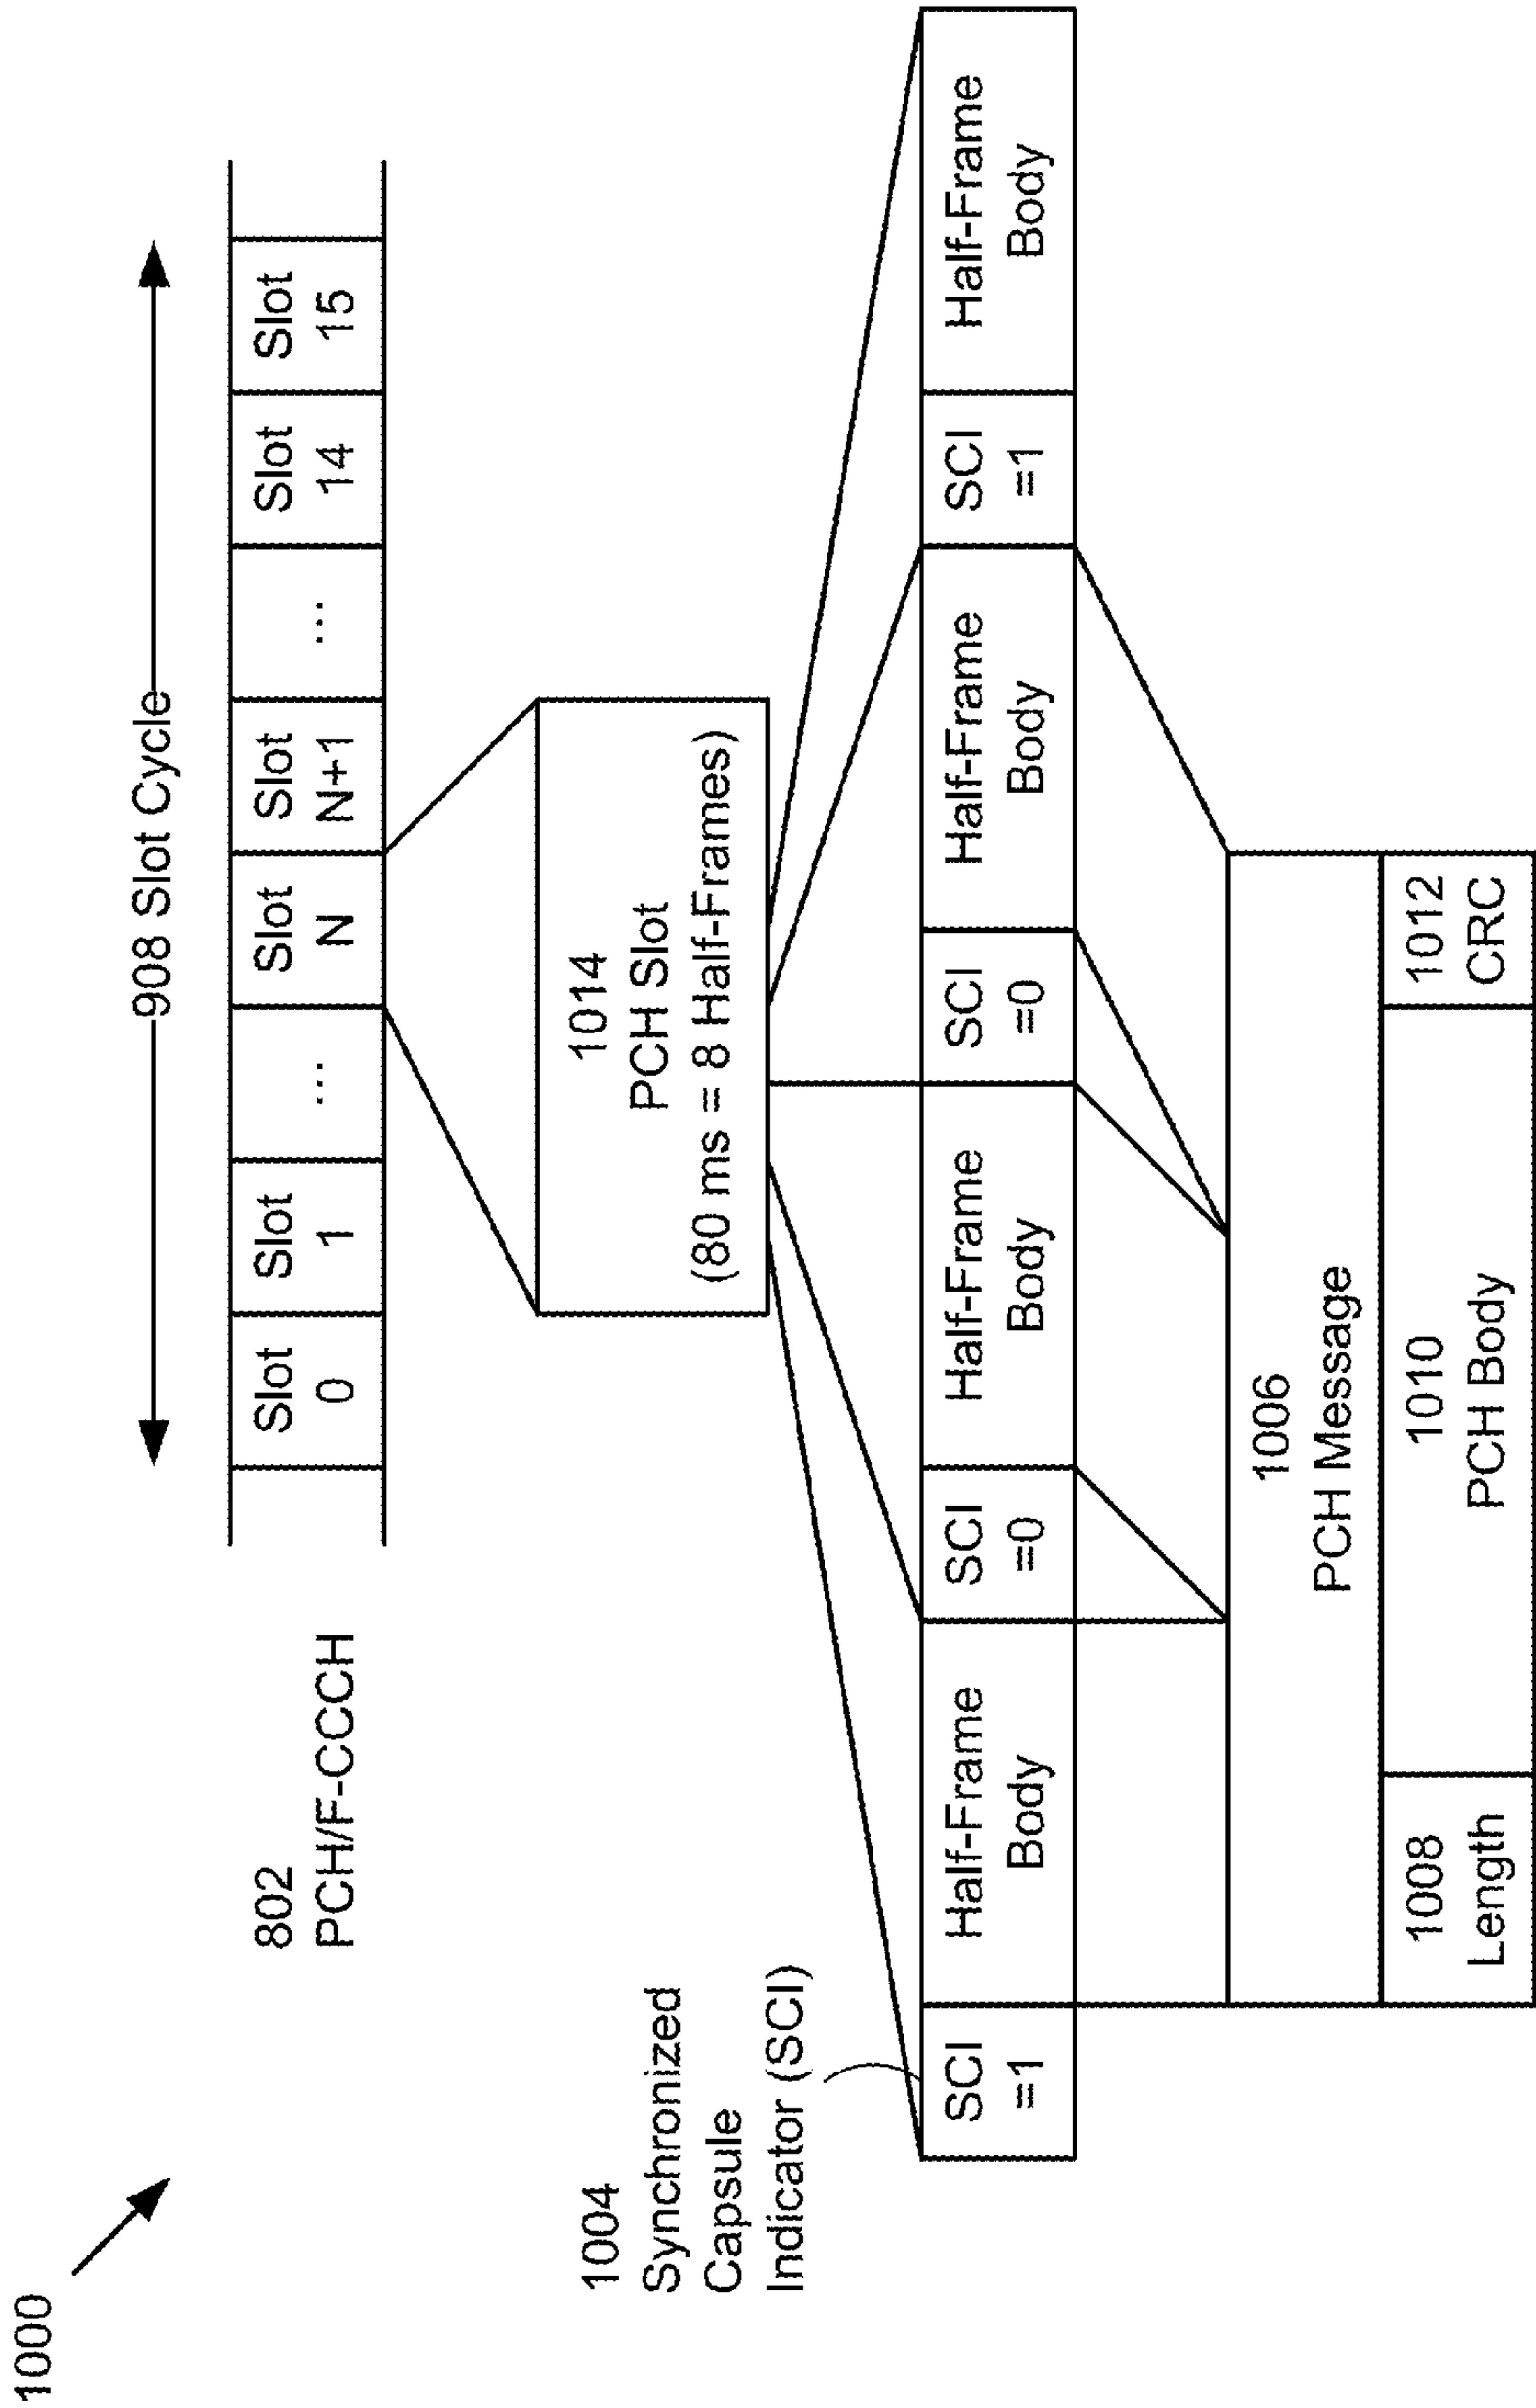 1000
908 Slot Cycle
802
PCH/F-CCCH
Slot
0
Slot
1
...
Slot
N
Slot
N+1
...
Slot
14
Slot
15
1014
PCH Slot
(80 ms = 8 Half-Frames)
1004
Synchronized
Capsule
Indicator (SCI)
SCI
=1
Half-Frame
Body
SCI
=0
Half-Frame
Body
SCI
=0
Half-Frame
Body
SCI
=1
Half-Frame
Body
1006
PCH Message
1008
Length
1010
PCH Body
1012
CRC